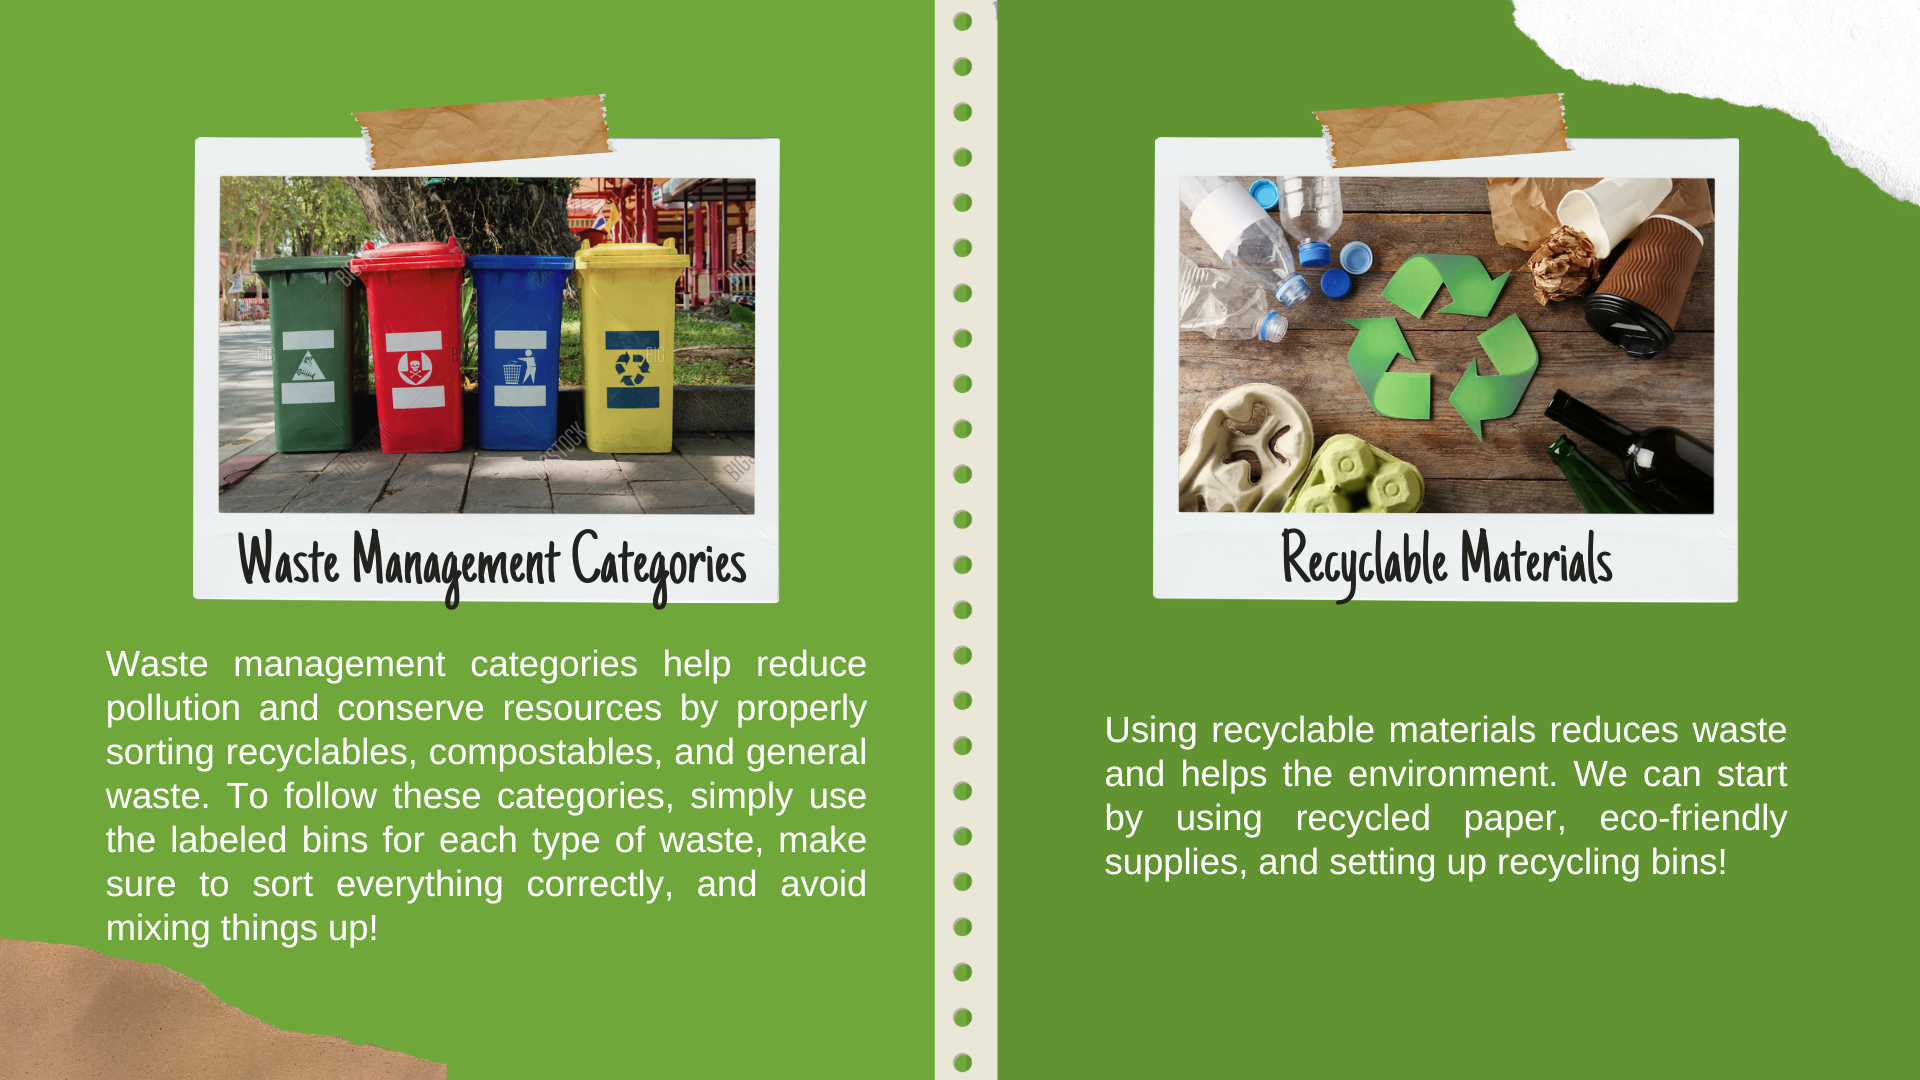 Waste Management Categories
Waste management categories help reduce
pollution and conserve resources by properly
sorting recyclables, compostables, and general
waste. To follow these categories, simply use
the labeled bins for each type of waste, make
sure to sort everything correctly, and avoid
mixing things up!
Recyclable Materials
Using recyclable materials reduces waste
and helps the environment. We can start
by using recycled paper, eco-friendly
supplies, and setting up recycling bins!